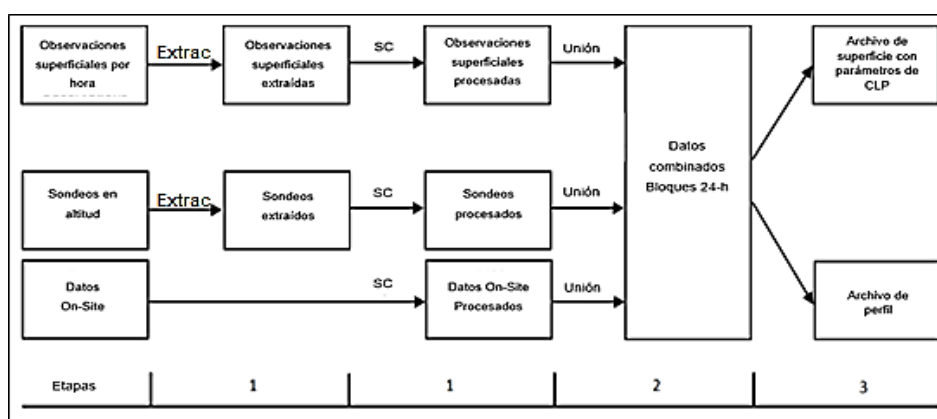 Observaciones
superficiales por
hora
Extrac
Observaciones
superficiales
extraídas
SC
Observaciones
superficiales
procesadas
Unión
Archivo de
superficie con
parámetros de
CLP
Datos
combinados
Bloques 24-h
Sondeos en
altitud
Extrac
Sondeos
extraídos
SC
Sondeos
procesados
Unión
Datos
On-Site
SC
Datos On-Site
Procesados
Unión
Archivo de
perfil
Etapas
1
1
2
3